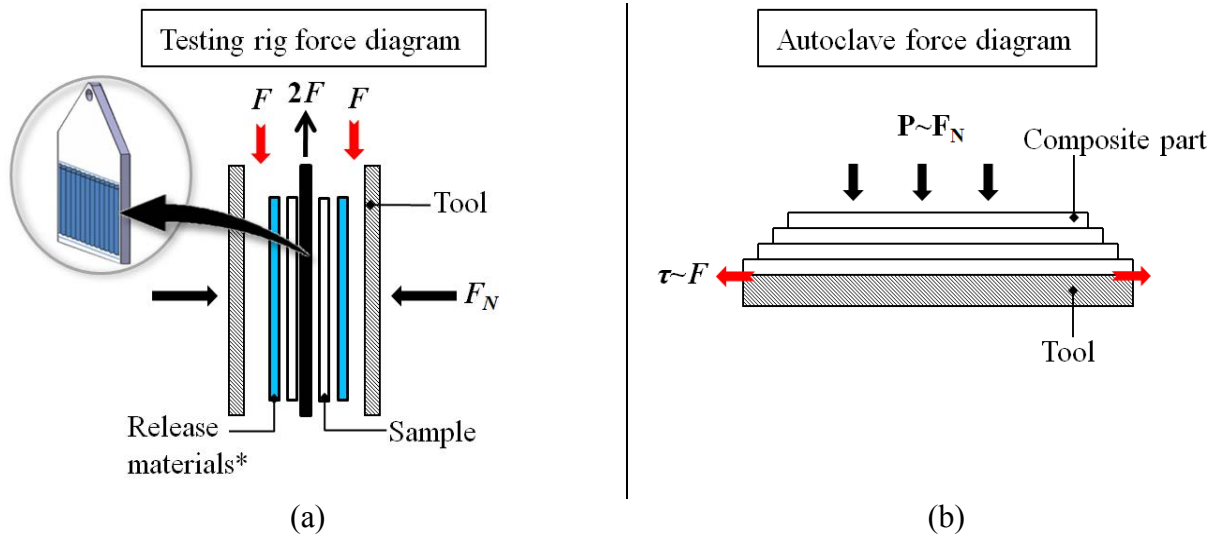 Testing rig force diagram
F
2F
F
Tool
F_N
Release
materials*
Sample
(a)
Autoclave force diagram
P~F_N
Composite part
τ~F
Tool
(b)